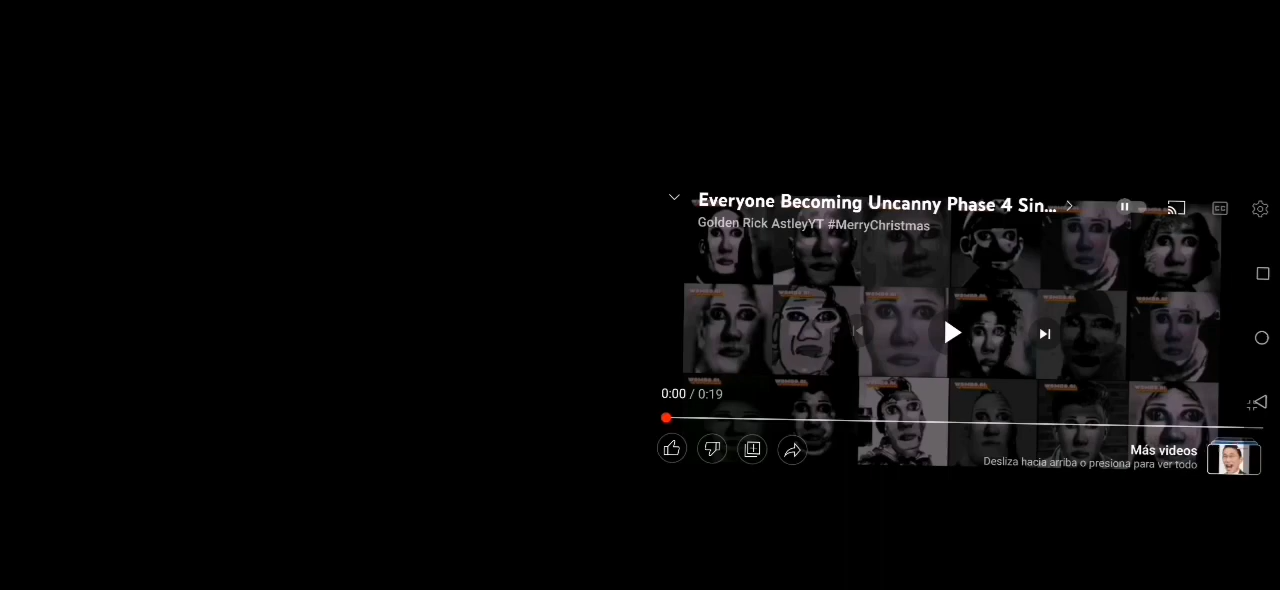 Everyone Becoming Uncanny Phase 4 Sin...
Golden Rick AstleyYT #MerryChristmas
CC
0:00 / 0:19
Más videos
Desliza hacia arriba o presiona para ver todo